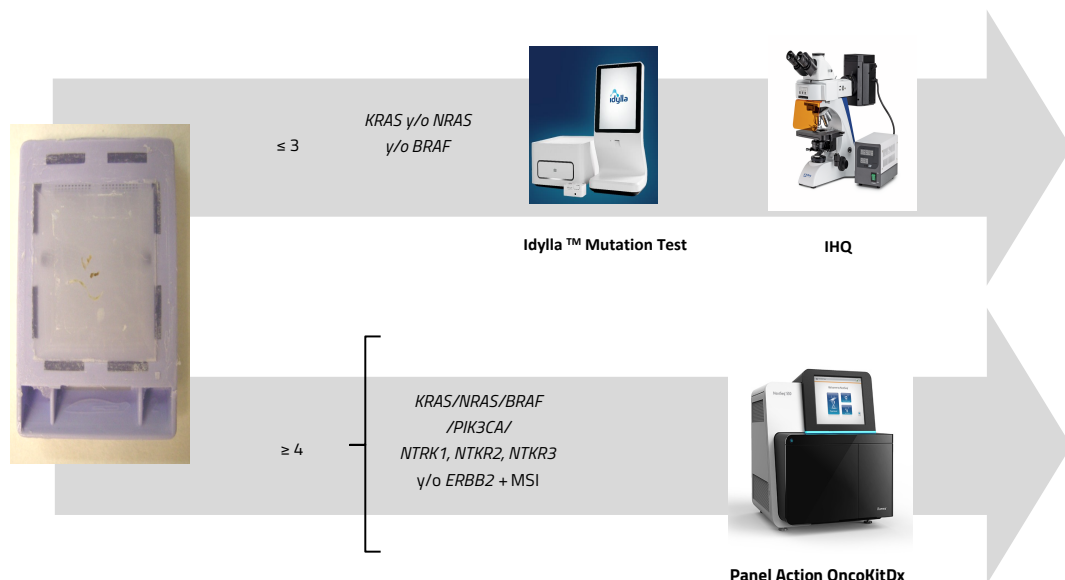 ≤ 3
KRAS y/o NRAS
y/o BRAF
idylla
Idylla ™ Mutation Test
IHQ
≥ 4
KRAS/NRAS/BRAF
/PIK3CA/
NTRK1, NTKR2, NTKR3
y/o ERBB2 + MSI
Panel Action OncoKitDx